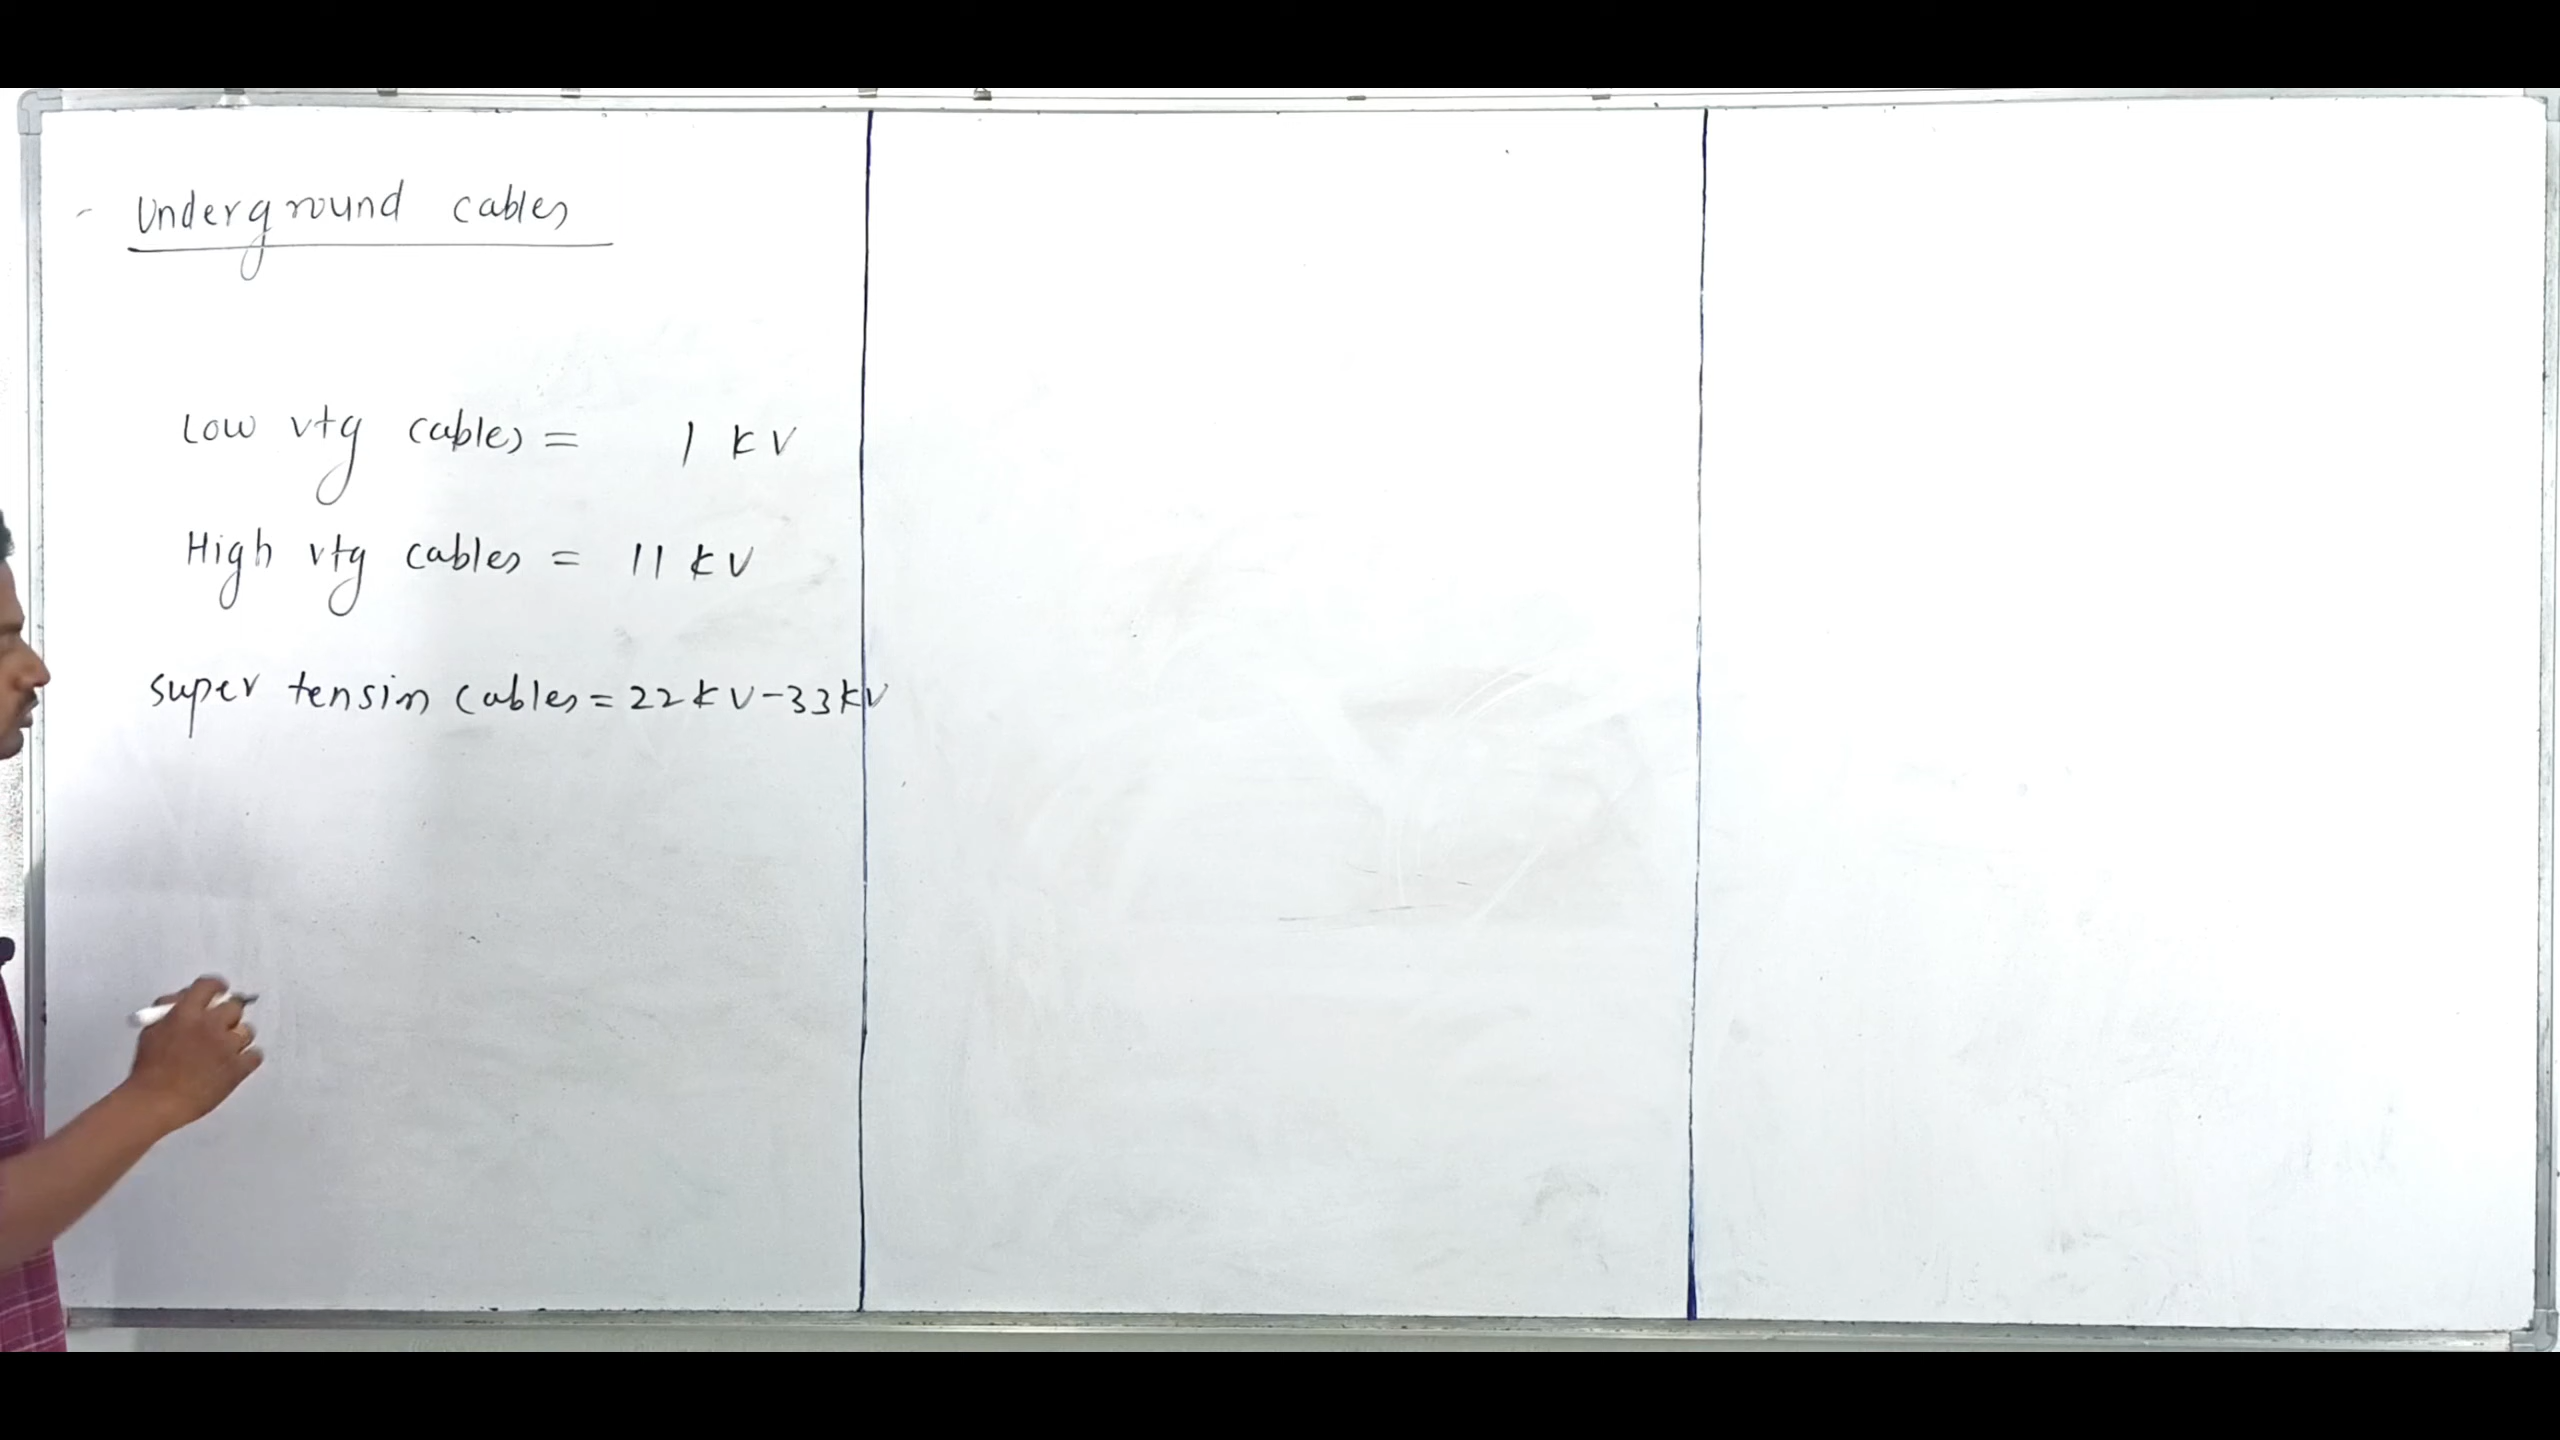 - Underground cables
Low vtg cables = 1 kV
High vtg cables = 11 kV
super tensin cables = 22 kV - 33 kV